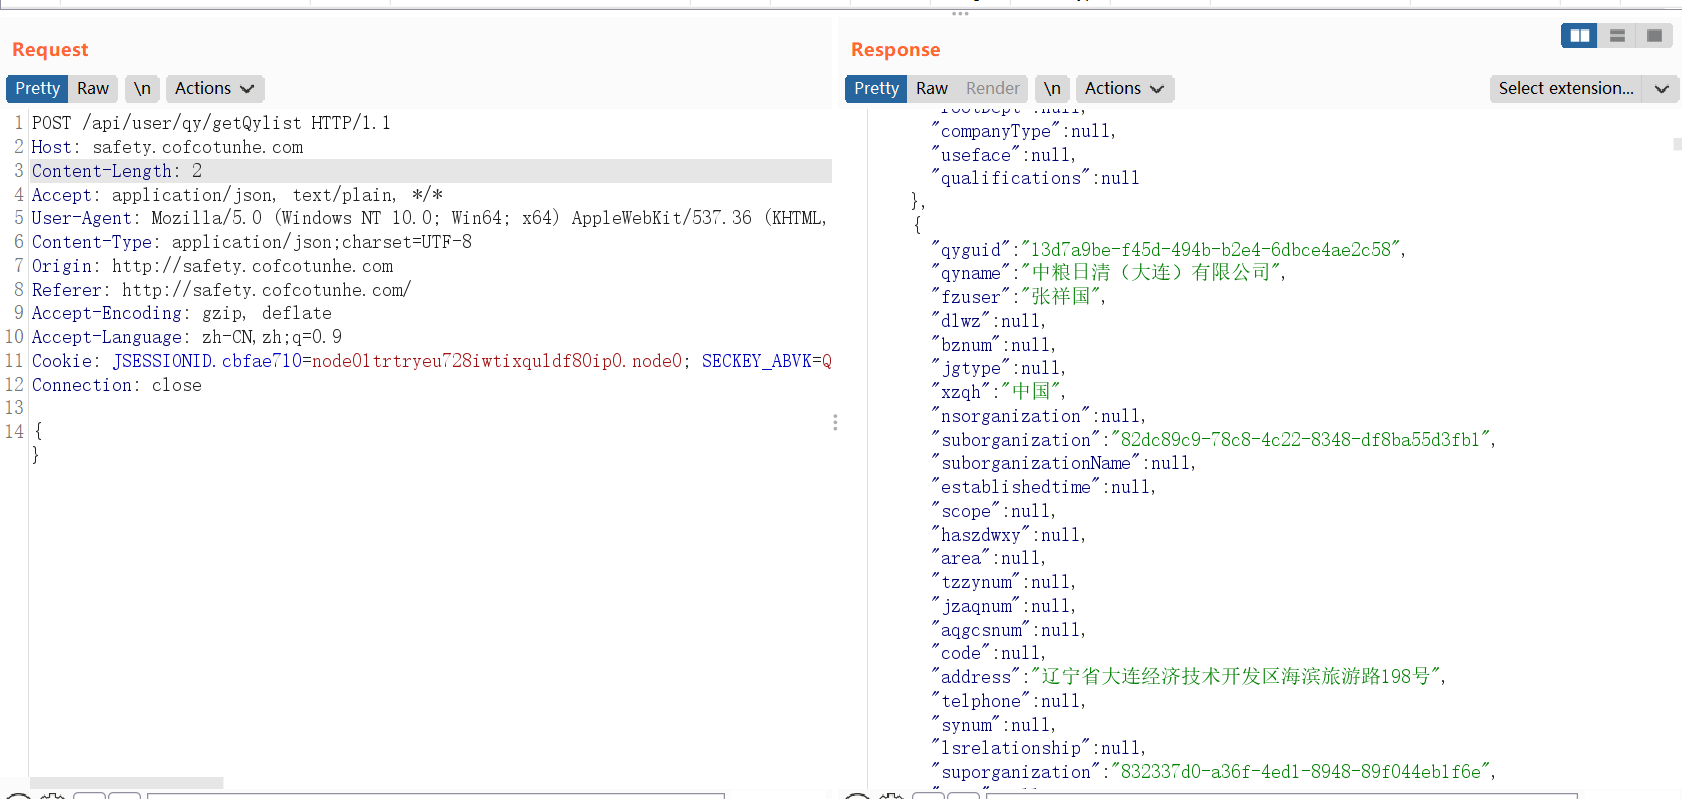 Request
Pretty Raw \n Actions
1 POST /api/user/qy/getQylist HTTP/1.1
2 Host: safety.cofcotunhe.com
3 Content-Length: 2
4 Accept: application/json, text/plain, */*
5 User-Agent: Mozilla/5.0 (Windows NT 10.0; Win64; x64) AppleWebKit/537.36 (KHTML,
6 Content-Type: application/json;charset=UTF-8
7 Origin: http://safety.cofcotunhe.com
8 Referer: http://safety.cofcotunhe.com/
9 Accept-Encoding: gzip, deflate
10 Accept-Language: zh-CN,zh;q=0.9
11 Cookie: JSESSIONID.cbfae710=node01trtryeu728iwtixquldf80ip0.node0; SECKEY_ABVK=Q
12 Connection: close
13
14 {
}
Response
Pretty Raw Render \n Actions
Select extension...
"companyType":null,
"useface":null,
"qualifications":null
},
{
"qyguid":"13d7a9be-f45d-494b-b2e4-6dbce4ae2c58",
"qyname":"中粮日清（大连）有限公司",
"fzuser":"张祥国",
"dlwz":null,
"bznum":null,
"jgtype":null,
"xzqh":"中国",
"nsorganization":null,
"suborganization":"82dc89c9-78c8-4c22-8348-df8ba55d3fb1",
"suborganizationName":null,
"establishedtime":null,
"scope":null,
"haszdwxy":null,
"area":null,
"tzzynum":null,
"jzaqnum":null,
"aqgcsnum":null,
"code":null,
"address":"辽宁省大连经济技术开发区海滨旅游路198号",
"telphone":null,
"synum":null,
"lsrelationship":null,
"suporganization":"832337d0-a36f-4ed1-8948-89f044eb1f6e",